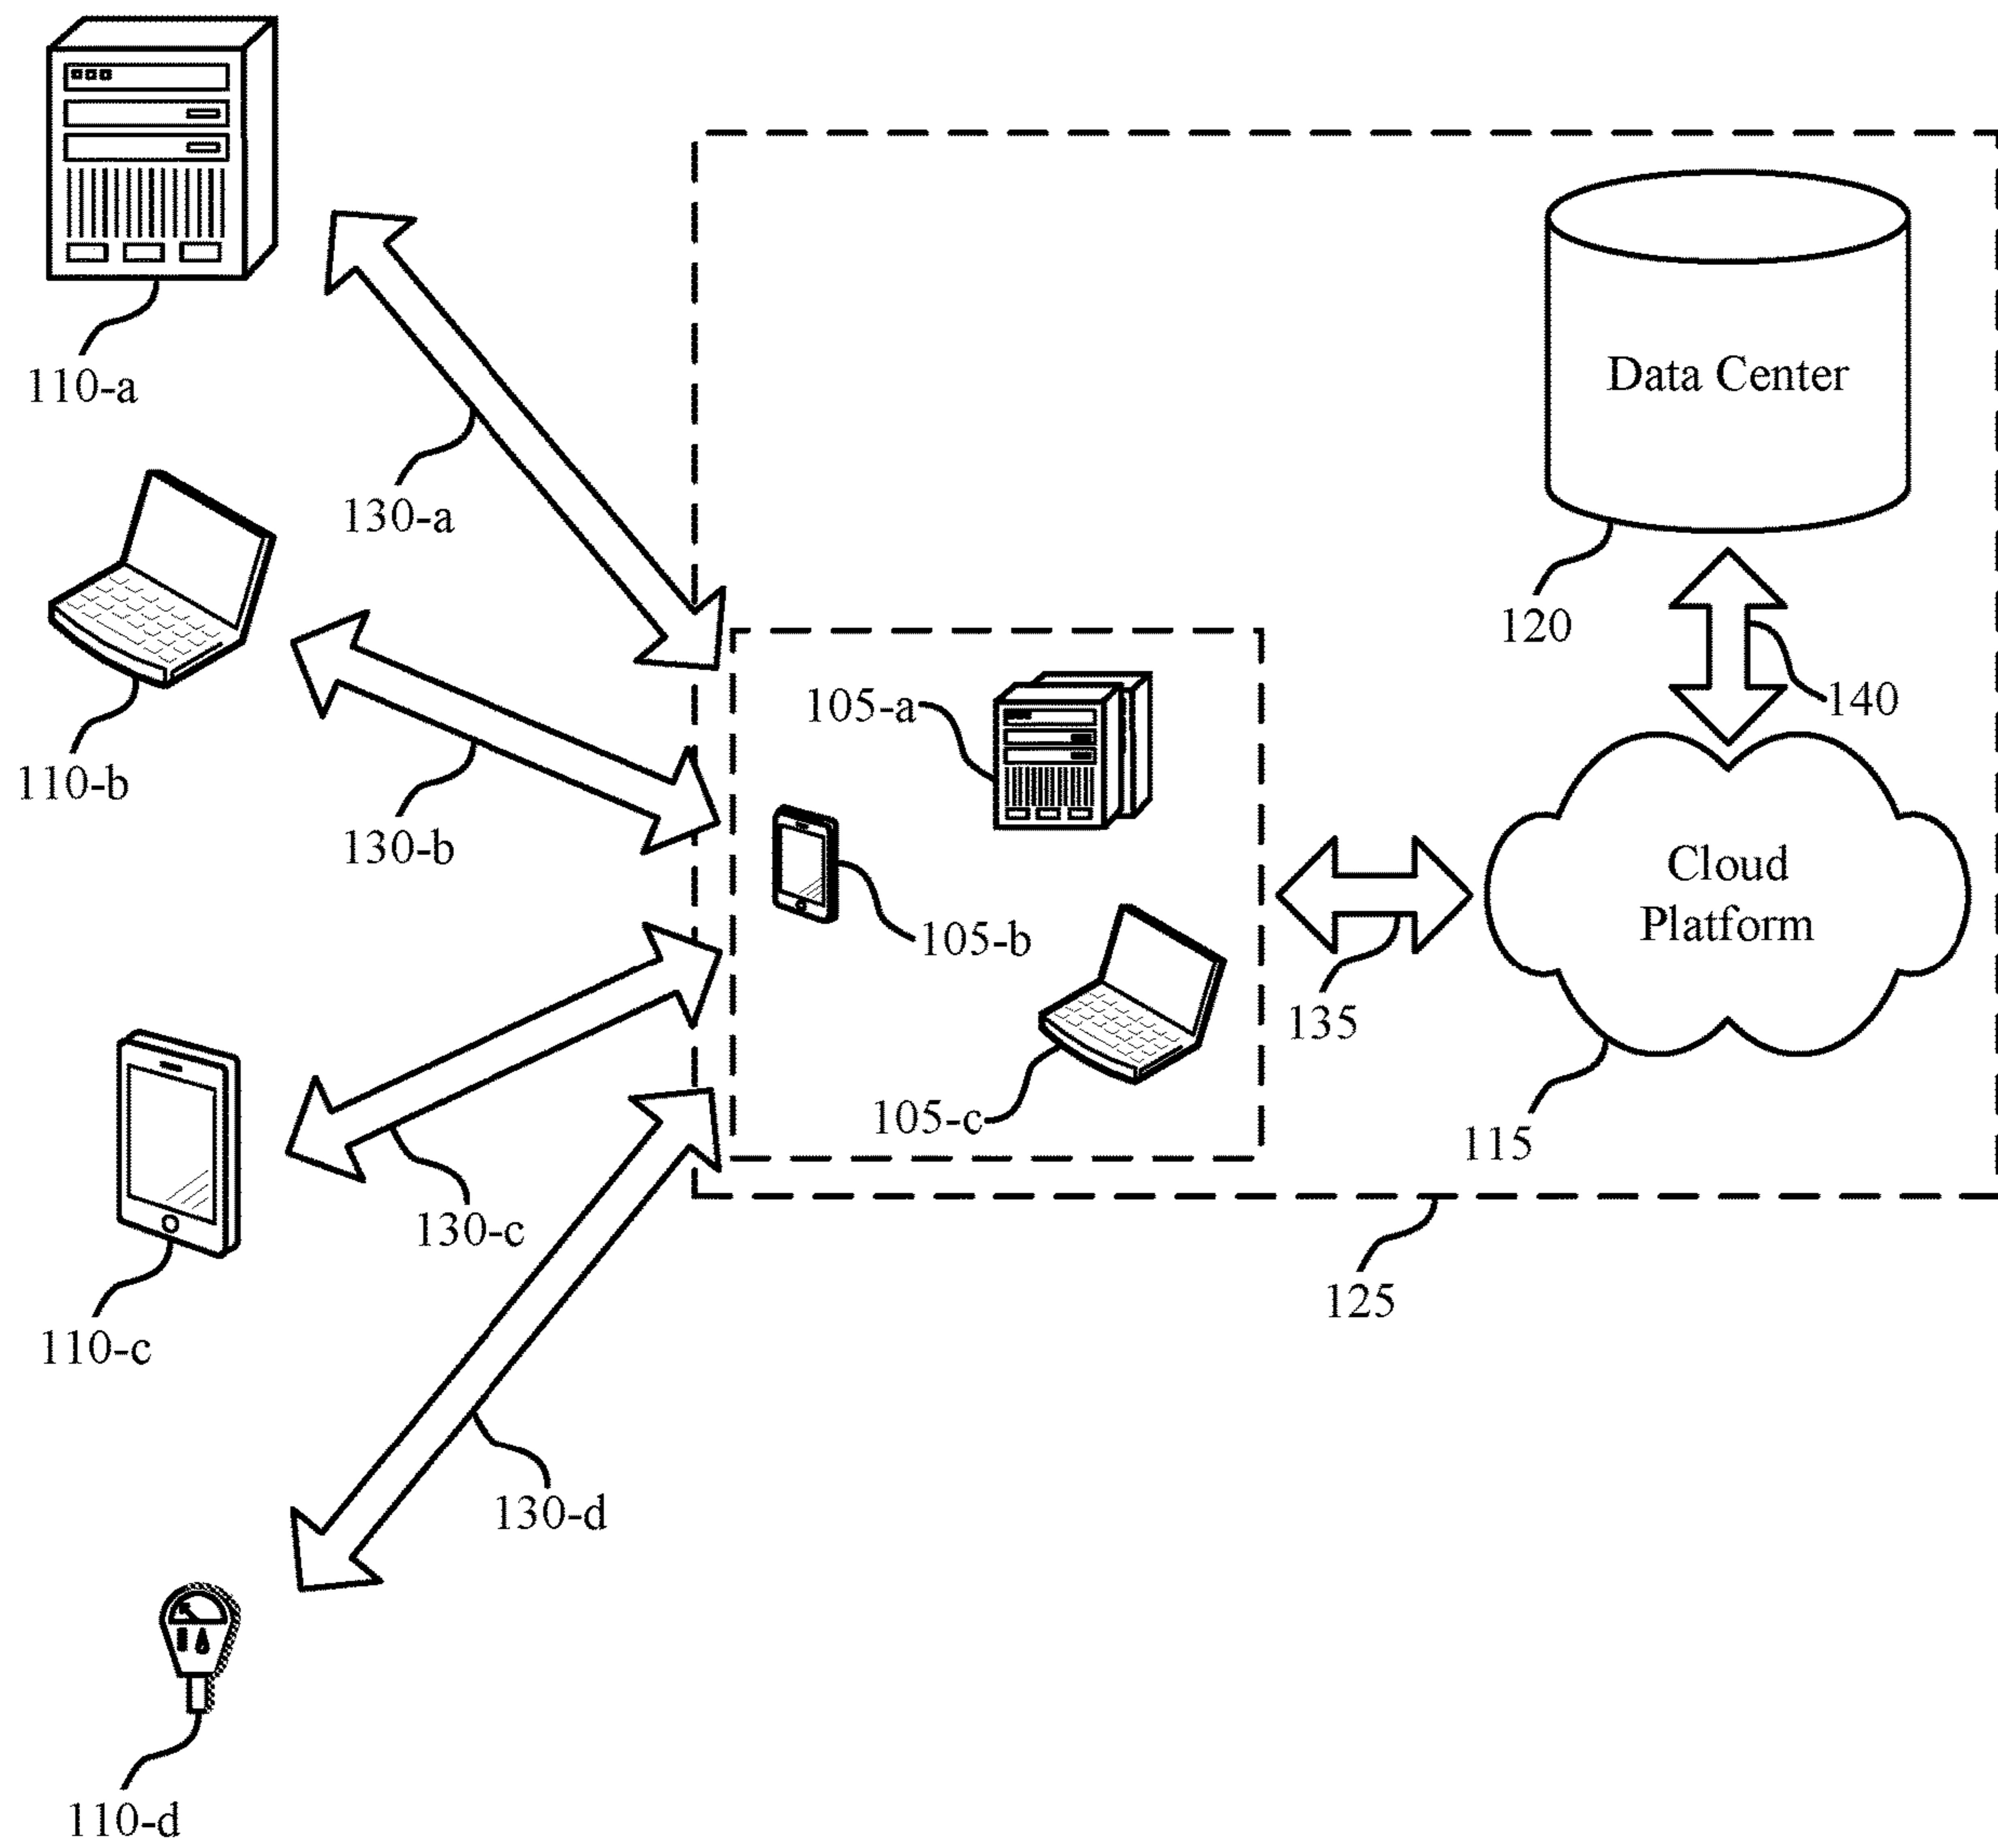 110-a
130-a
Data Center
120
140
110-b
130-b
105-a
105-b
105-c
Cloud
Platform
135
115
110-c
130-c
125
130-d
110-d